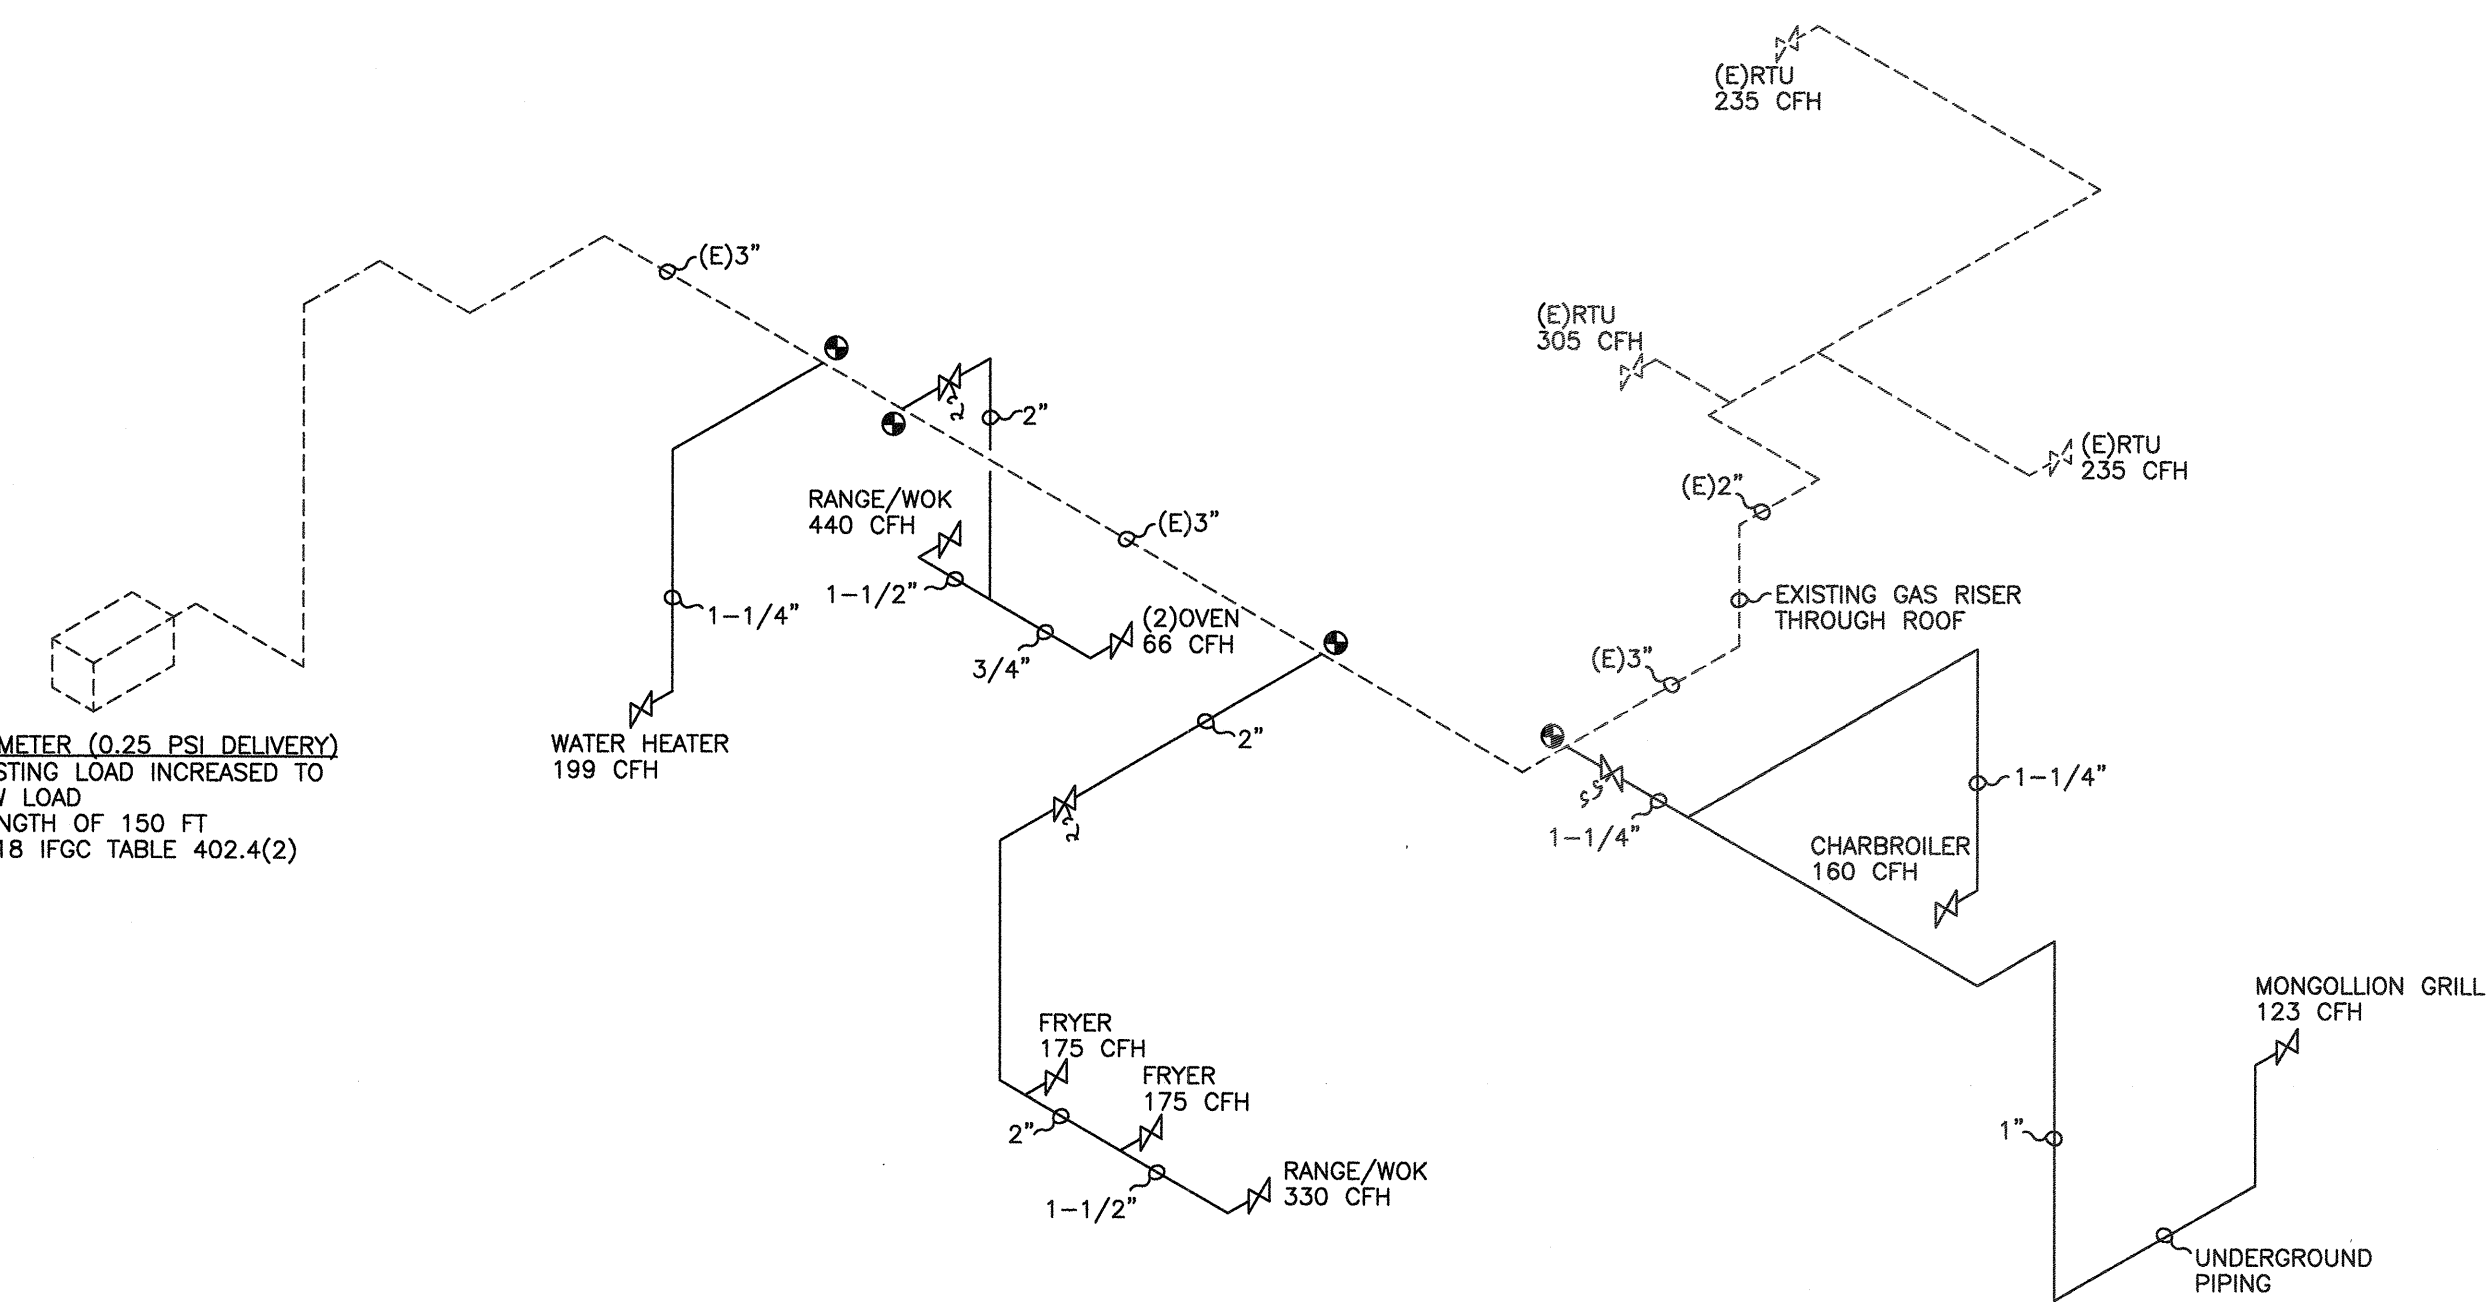 (E)RTU
235 CFH
(E)3”
(E)RTU
305 CFH
2”
(E)RTU
235 CFH
(E)2”
RANGE/WOK
440 CFH
(E)3”
1-1/2”
1-1/4”
(2)OVEN
66 CFH
3/4”
EXISTING GAS RISER
THROUGH ROOF
(E)3”
METER (0.25 PSI DELIVERY)
STING LOAD INCREASED TO
LOAD
NGTH OF 150 FT
18 IFGC TABLE 402.4(2)
WATER HEATER
199 CFH
2”
1-1/4”
1-1/4”
CHARBROILER
160 CFH
MONGOLLION GRILL
123 CFH
FRYER
175 CFH
FRYER
175 CFH
2”
1”
RANGE/WOK
330 CFH
1-1/2”
UNDERGROUND
PIPING